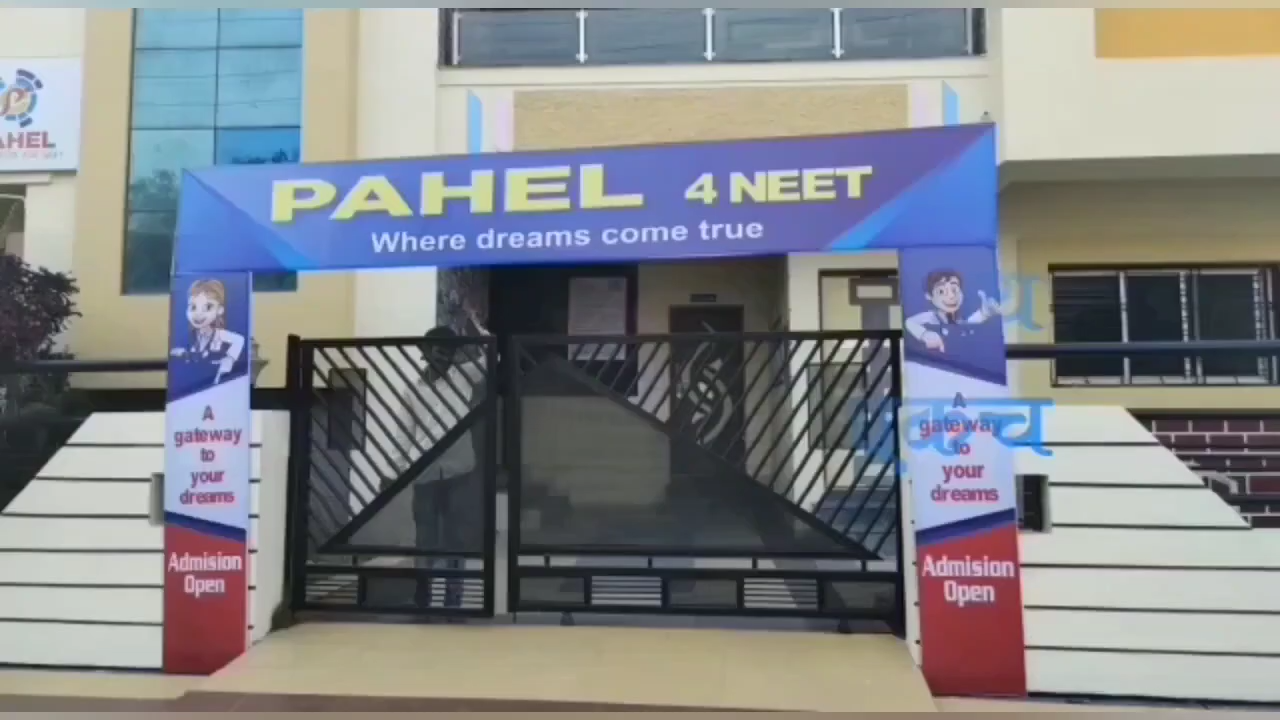 AHEL
PAHEL 4 NEET
Where dreams come true
A
gateway
to
your
dreams
Admision
Open
A
gateway
to
your
dreams
Admision
Open